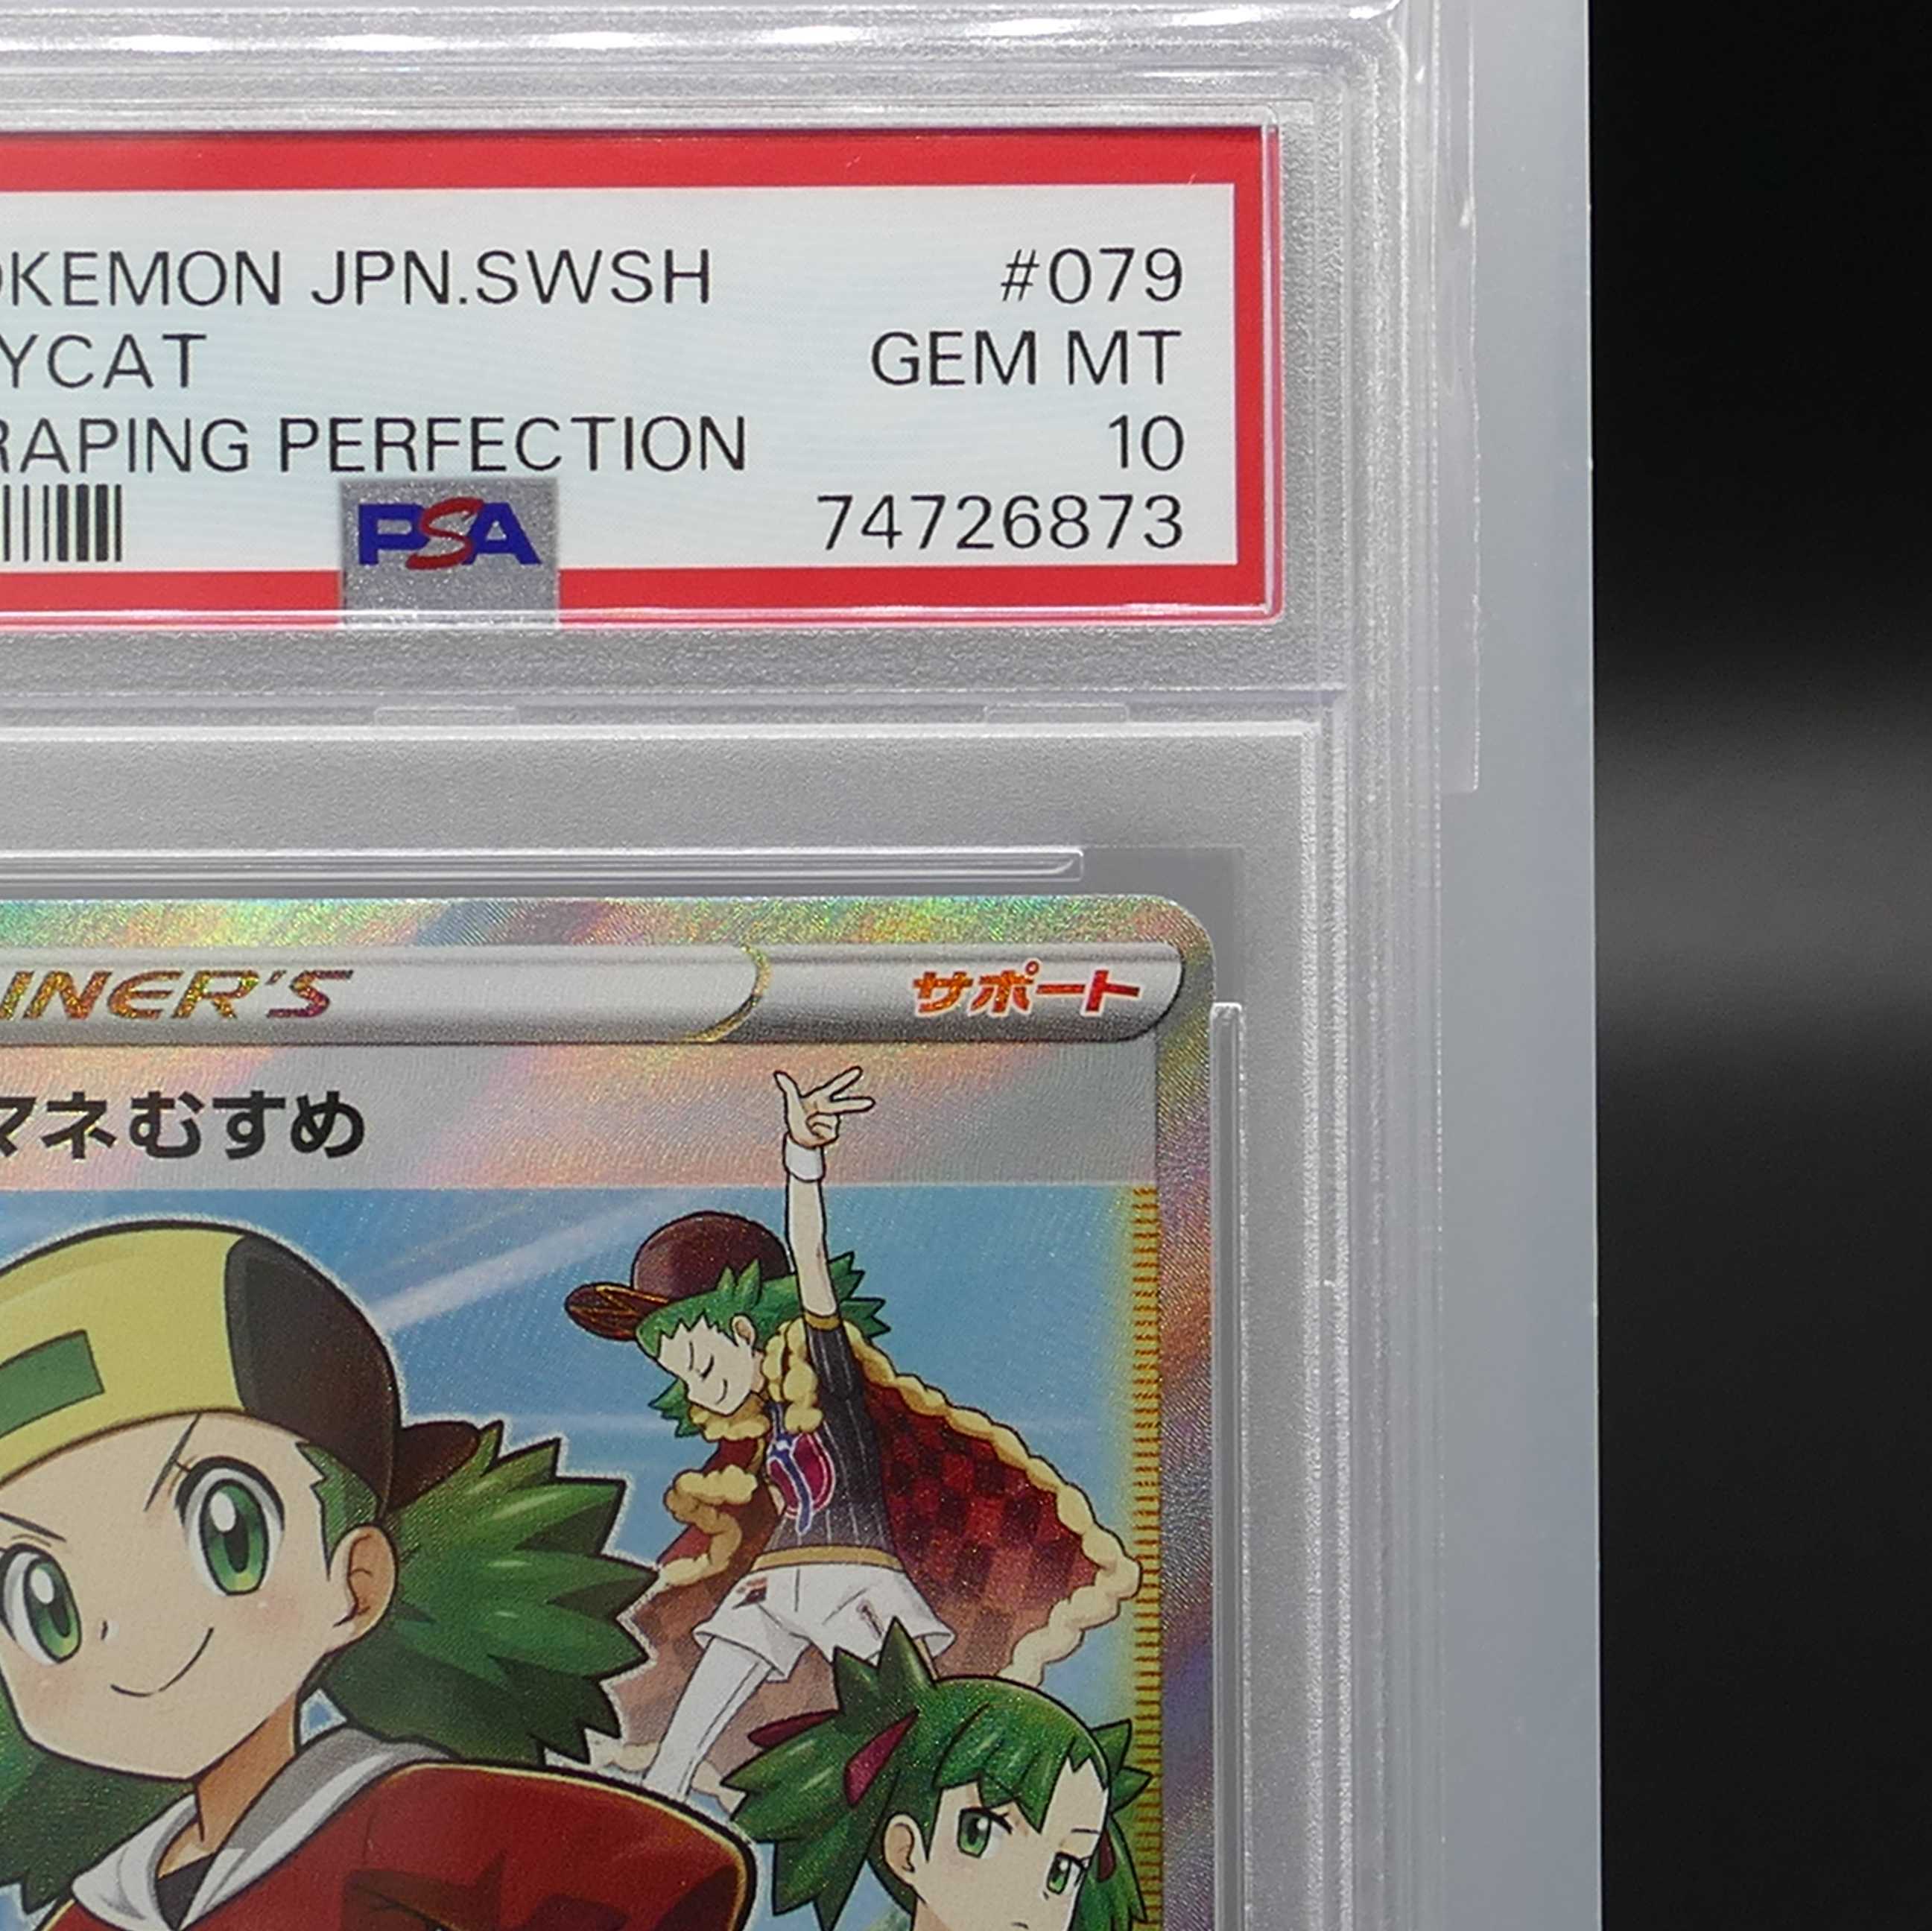 OKEMON JPN.SWSH #079
YCAT GEM MT
RAPING PERFECTION 10
PSA 74726873
INER'S サポート
マネむすめ